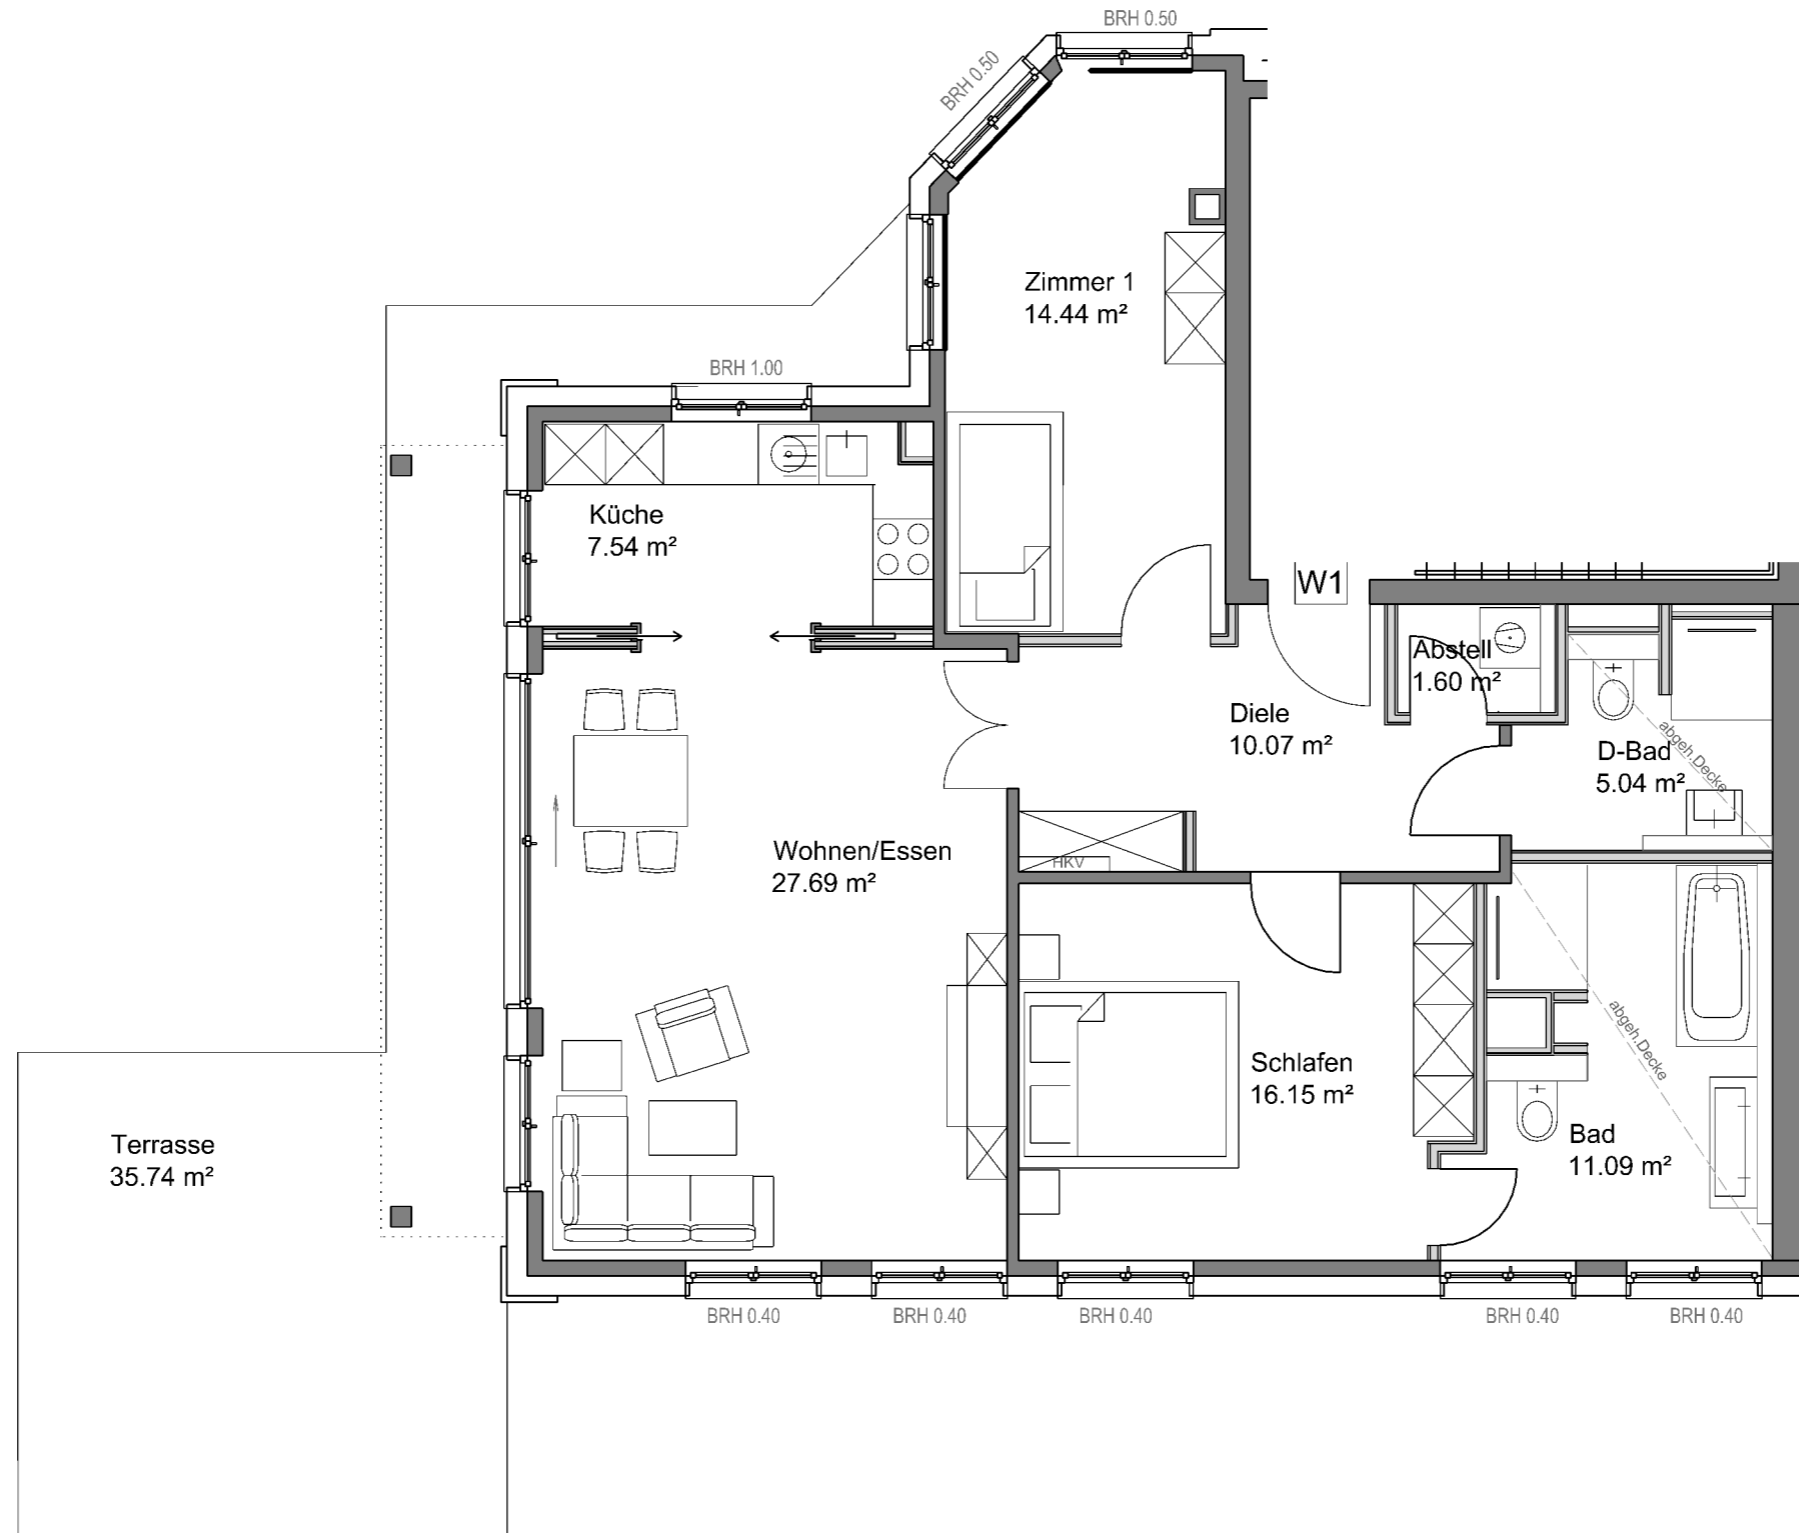 BRH 0.50
BRH 0.50
Zimmer 1
14.44 m²
BRH 1.00
Küche
7.54 m²
W1
Abstell
1.60 m²
Diele
10.07 m²
D-Bad
5.04 m²
abgeh.Decke
Wohnen/Essen
27.69 m²
HKV
abgeh.Decke
Schlafen
16.15 m²
Bad
11.09 m²
Terrasse
35.74 m²
BRH 0.40
BRH 0.40
BRH 0.40
BRH 0.40
BRH 0.40